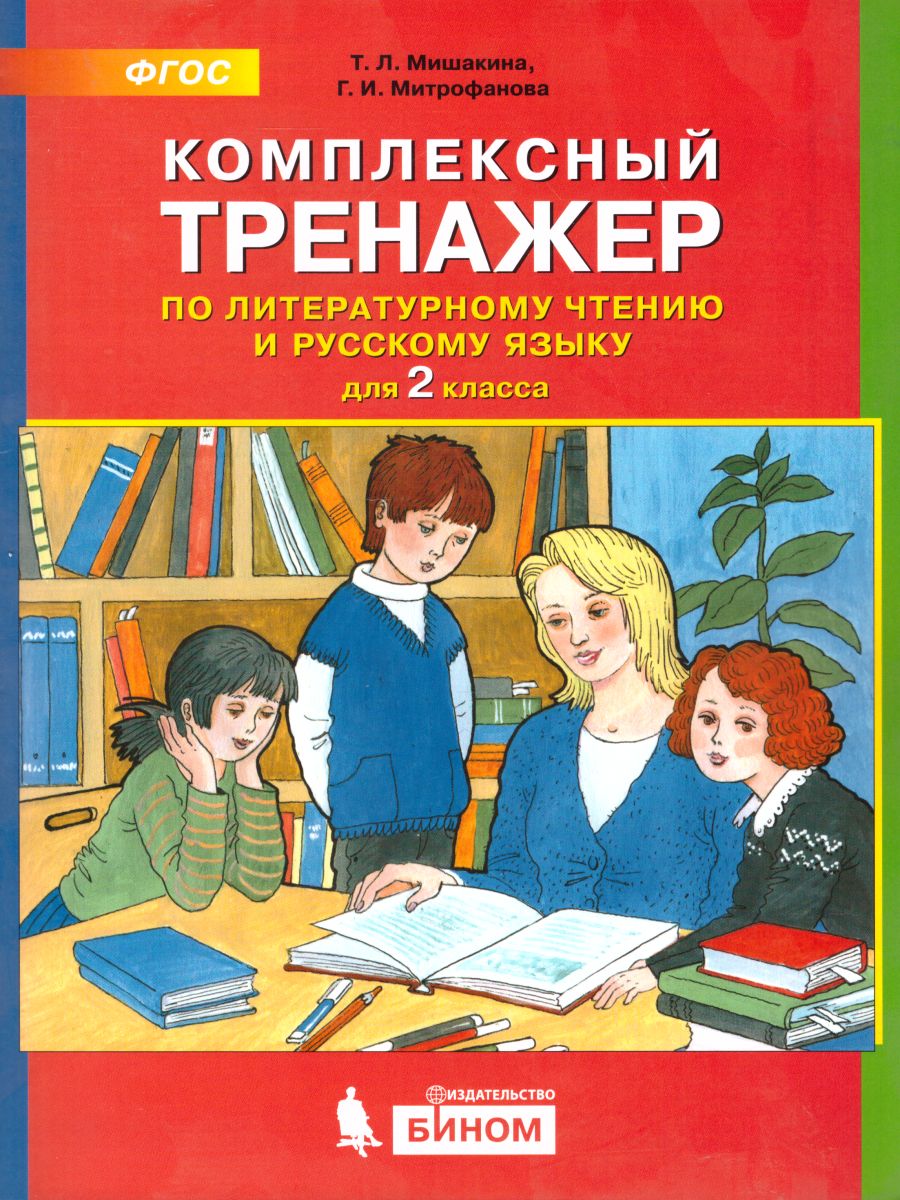 ФГОС
Т. Л. Мишакина,
Г. И. Митрофанова
КОМПЛЕКСНЫЙ
ТРЕНАЖЕР
ПО ЛИТЕРАТУРНОМУ ЧТЕНИЮ
И РУССКОМУ ЯЗЫКУ
для 2 класса
ИЗДАТЕЛЬСТВО
БИНОМ